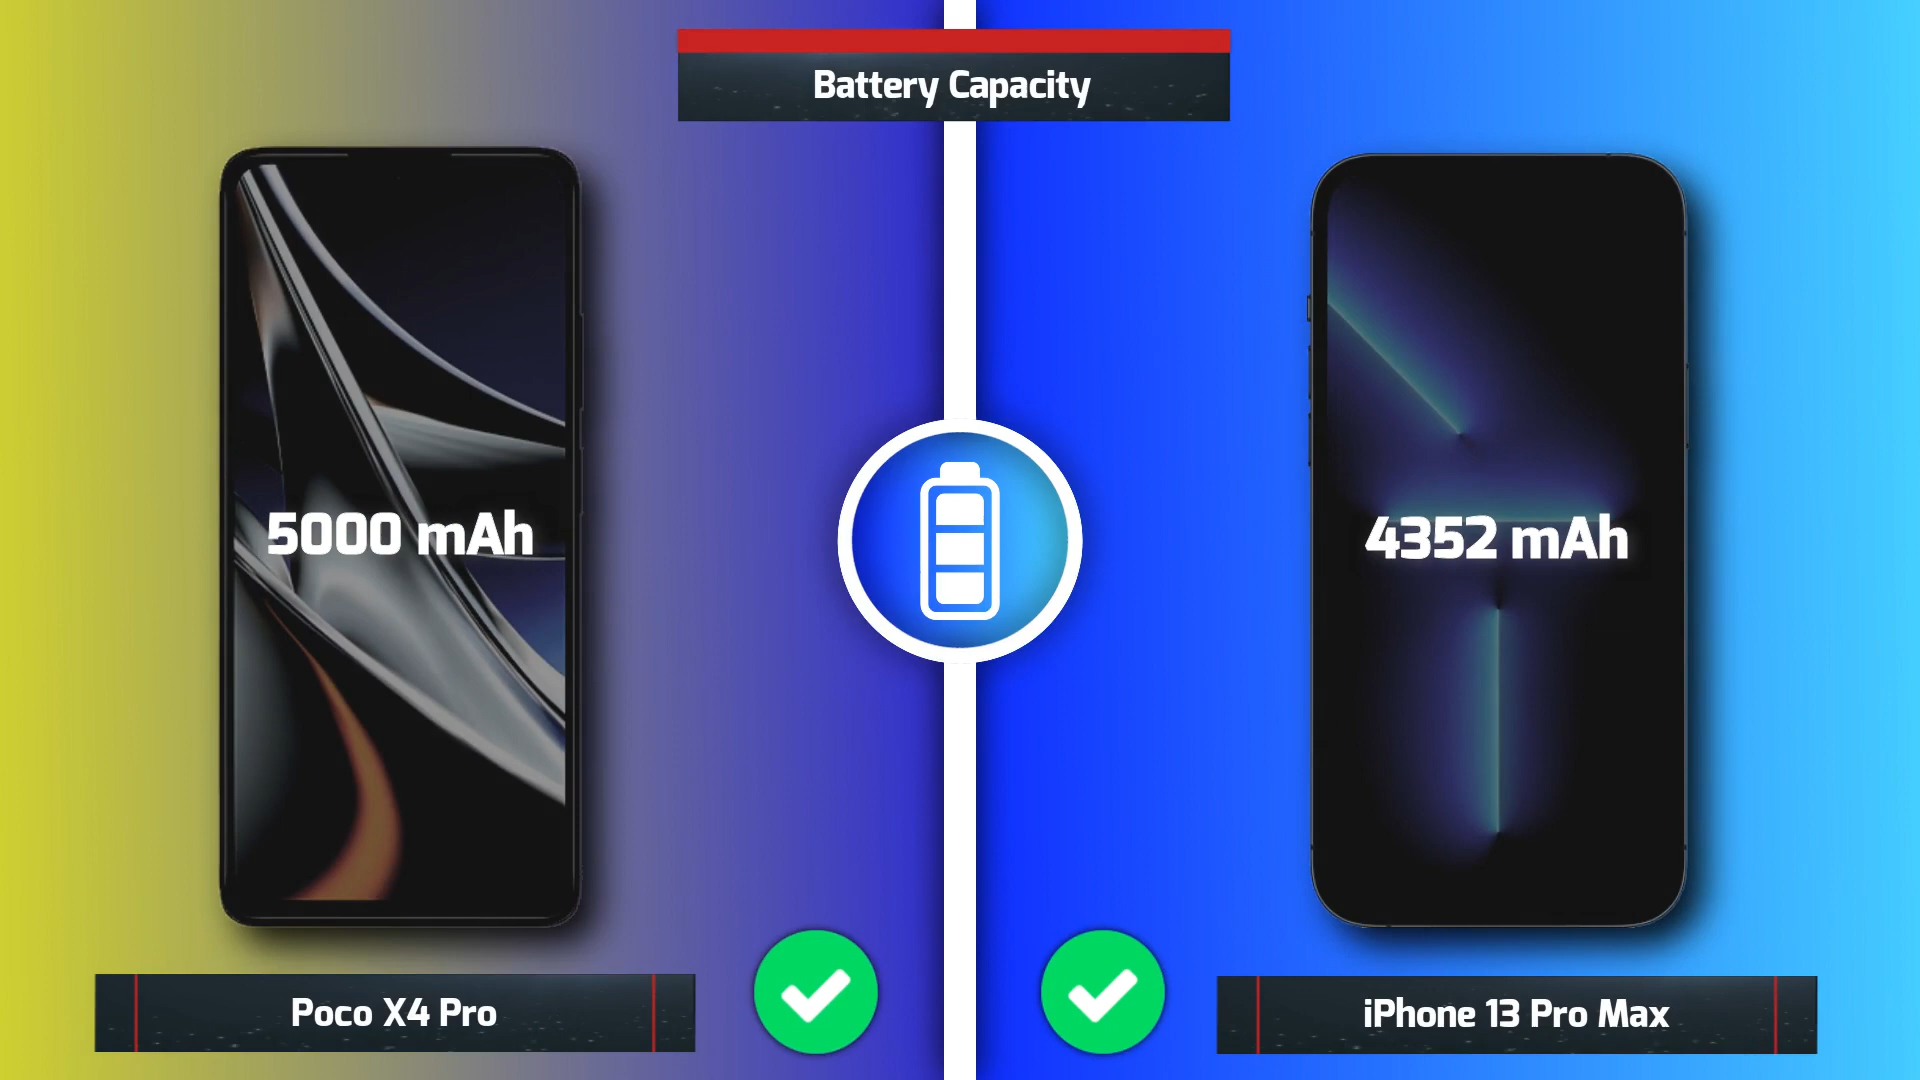 Battery Capacity
5000 mAh
4352 mAh
Poco X4 Pro
iPhone 13 Pro Max